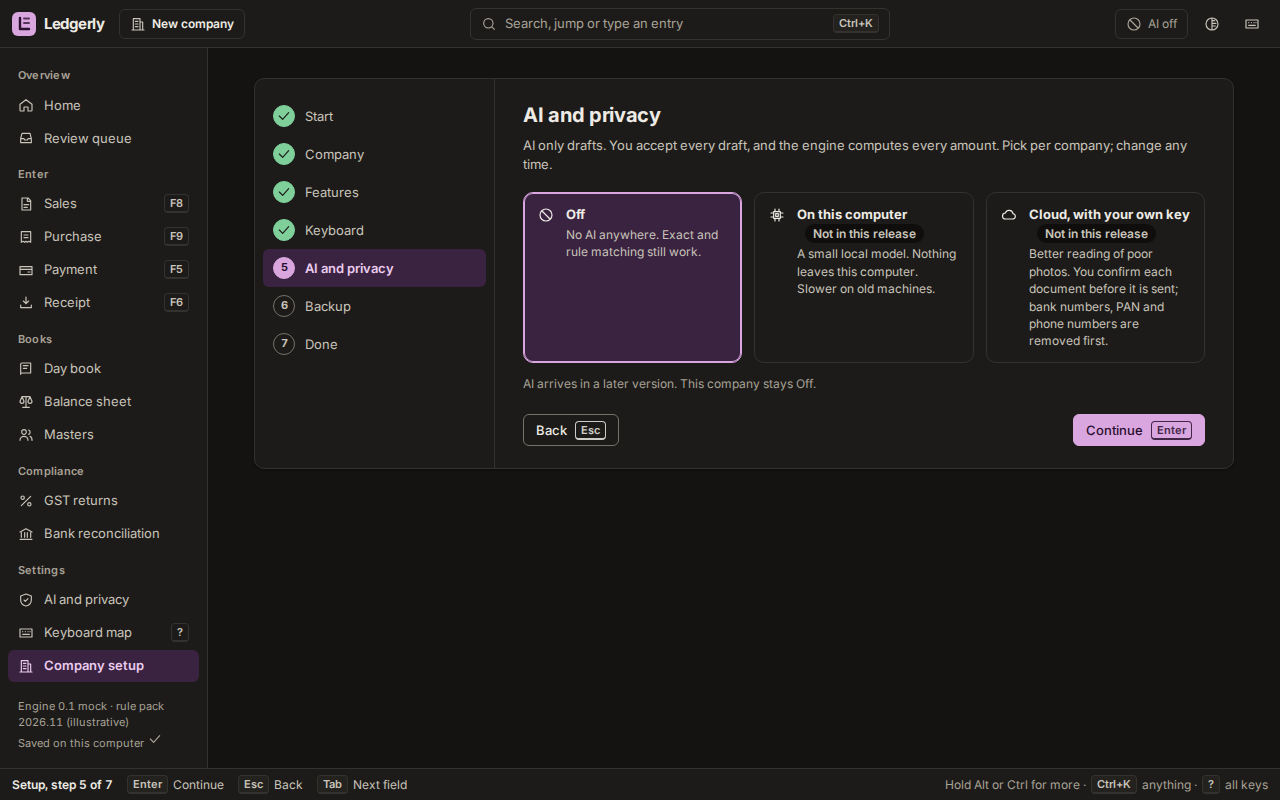 Ledgerly
New company
Search, jump or type an entry
Ctrl+K
AI off
Overview
Home
Review queue
Enter
Sales F8
Purchase F9
Payment F5
Receipt F6
Books
Day book
Balance sheet
Masters
Compliance
GST returns
Bank reconciliation
Settings
AI and privacy
Keyboard map ?
Company setup
Engine 0.1 mock · rule pack
2026.11 (illustrative)
Saved on this computer
Start
Company
Features
Keyboard
5 AI and privacy
6 Backup
7 Done
AI and privacy
AI only drafts. You accept every draft, and the engine computes every amount. Pick per company; change any
time.
Off
No AI anywhere. Exact and
rule matching still work.
On this computer
Not in this release
A small local model. Nothing
leaves this computer.
Slower on old machines.
Cloud, with your own key
Not in this release
Better reading of poor
photos. You confirm each
document before it is sent;
bank numbers, PAN and
phone numbers are
removed first.
AI arrives in a later version. This company stays Off.
Back Esc
Continue Enter
Setup, step 5 of 7 Enter Continue Esc Back Tab Next field
Hold Alt or Ctrl for more · Ctrl+K anything · ? all keys